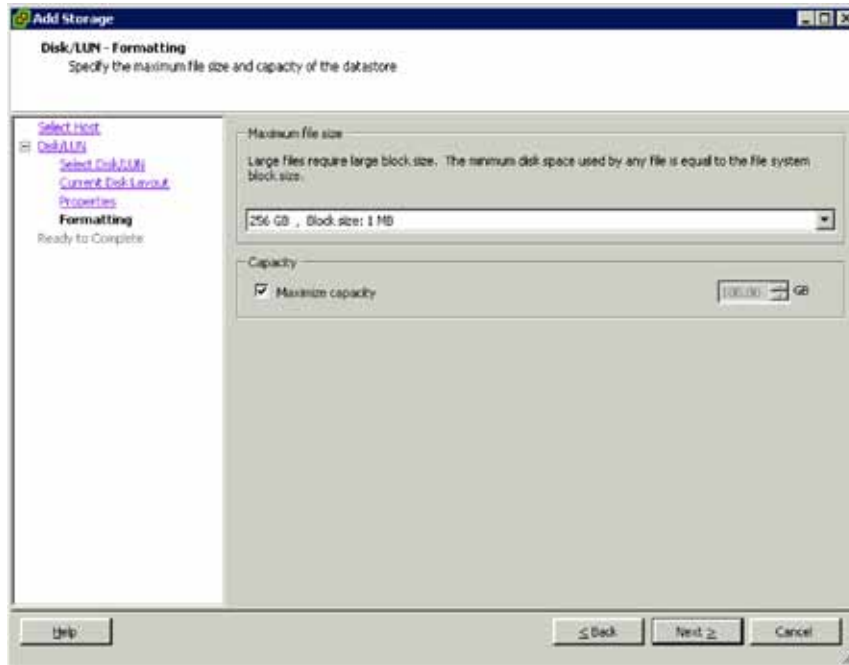 Add Storage
Disk/LUN - Formatting
Specify the maximum file size and capacity of the datastore
Select Host
Disk/LUN
Select Disk/LUN
Current Disk Layout
Properties
Formatting
Ready to Complete
Maximum file size
Large files require large block size. The minimum disk space used by any file is equal to the file system
block size.
256 GB , Block size: 1 MB
Capacity
Maximize capacity
100.00 GB
Help
< Back
Next >
Cancel